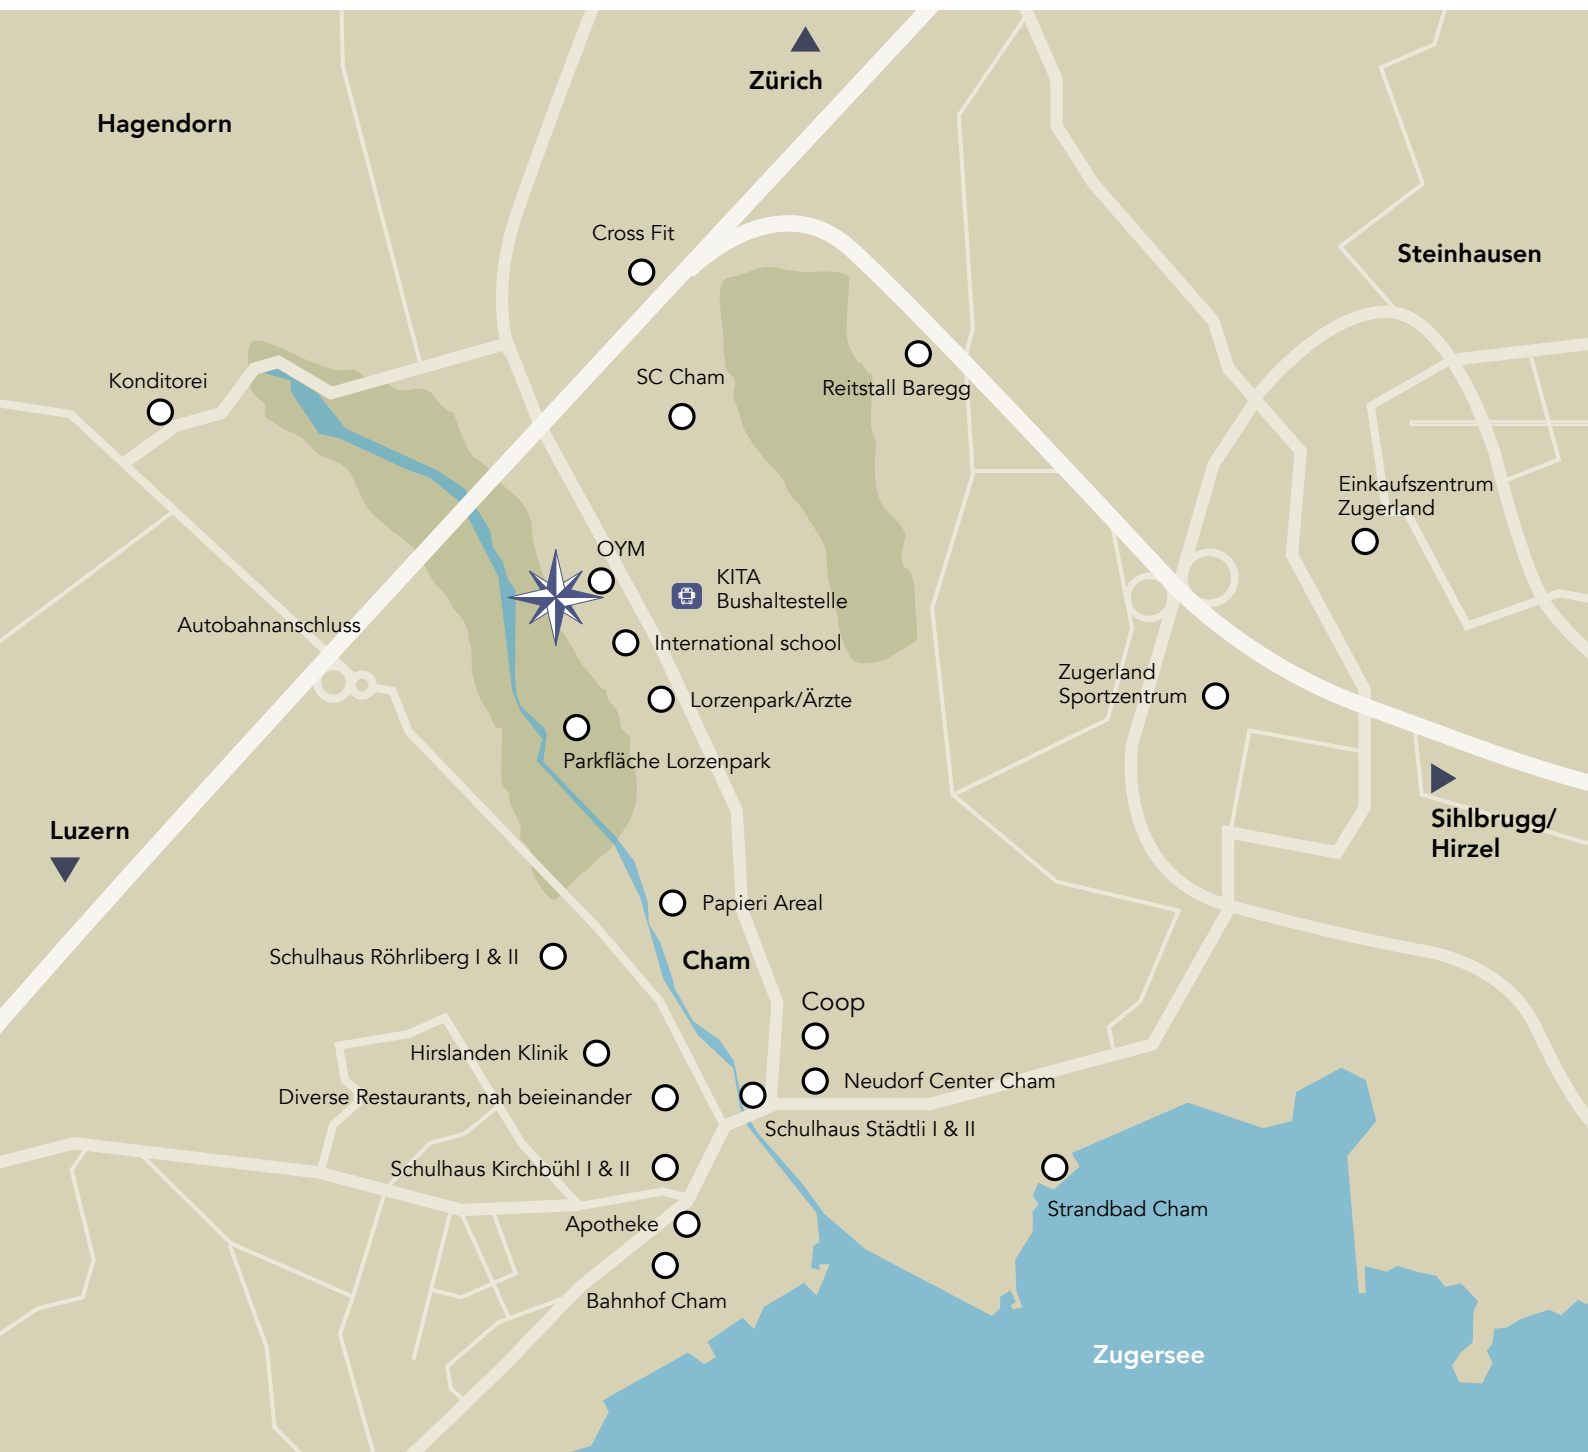 Zürich
Hagendorn
Cross Fit
Steinhausen
Konditorei
SC Cham
Reitstall Baregg
Einkaufszentrum
Zugerland
OYM
KITA
Bushaltestelle
Autobahnanschluss
International school
Zugerland
Sportzentrum
Lorzenpark/Ärzte
Parkfläche Lorzenpark
Luzern
Sihlbrugg/
Hirzel
Papieri Areal
Schulhaus Röhrliberg I & II
Cham
Coop
Hirslanden Klinik
Neudorf Center Cham
Diverse Restaurants, nah beieinander
Schulhaus Städtli I & II
Schulhaus Kirchbühl I & II
Strandbad Cham
Apotheke
Bahnhof Cham
Zugersee